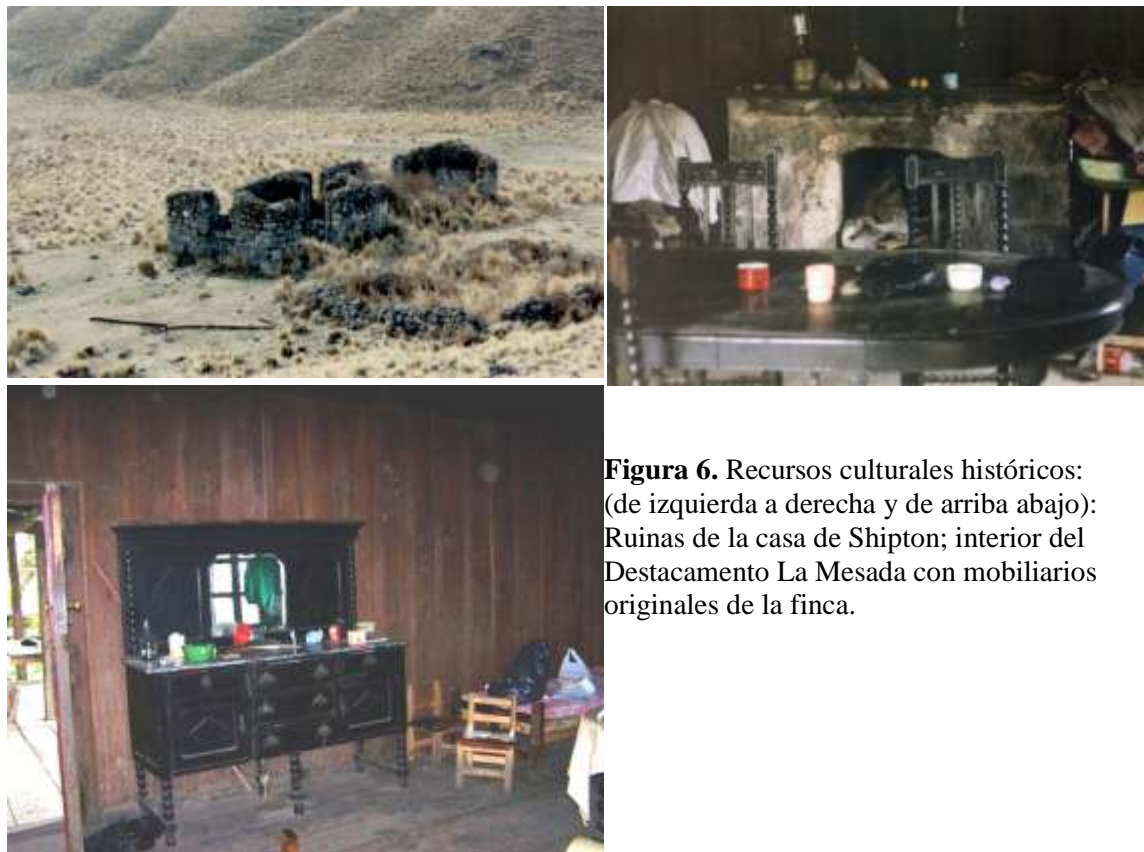 Figura 6. Recursos culturales históricos:
(de izquierda a derecha y de arriba abajo):
Ruinas de la casa de Shipton; interior del
Destacamento La Mesada con mobiliarios
originales de la finca.